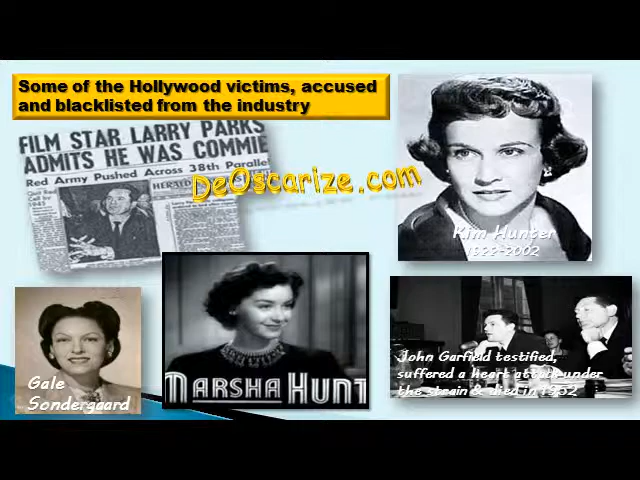 Some of the Hollywood victims, accused
and blacklisted from the industry
FILM STAR LARRY PARKS
ADMITS HE WAS COMMIE
Red Army Pushed Across 38th Parallel
HERALD
DeOscarize.com
Kim Hunter
1922-2002
Gale
Sondergaard
MARSHA HUNT
John Garfield testified,
suffered a heart attack under
the strain & died in 1952